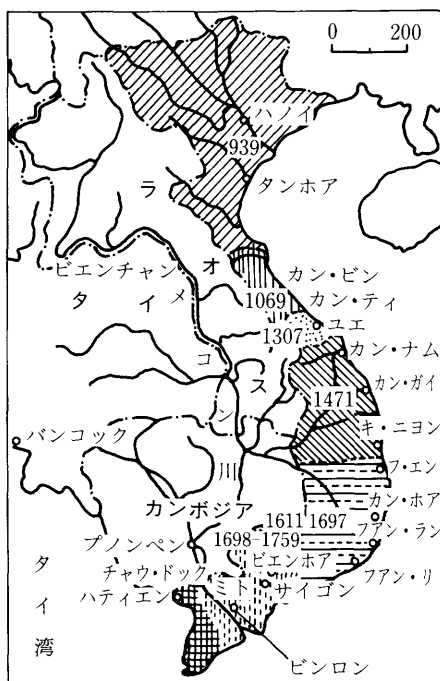 0 200
ハノイ
939
タンホア
ラオス
ビエンチャン
タイ
メコン川
カン・ビン
1069
カン・ティ
1307
ユエ
カン・ナム
カン・ガイ
1471
キ・ニヨン
バンコック
フ・エン
カンボジア
カン・ホア
1611 1697
プノンペン
1698-1759
フアン・ラン
ビエンホア
チャウ・ドック
ミト
サイゴン
フアン・リ
ハティエン
タイ湾
ビンロン